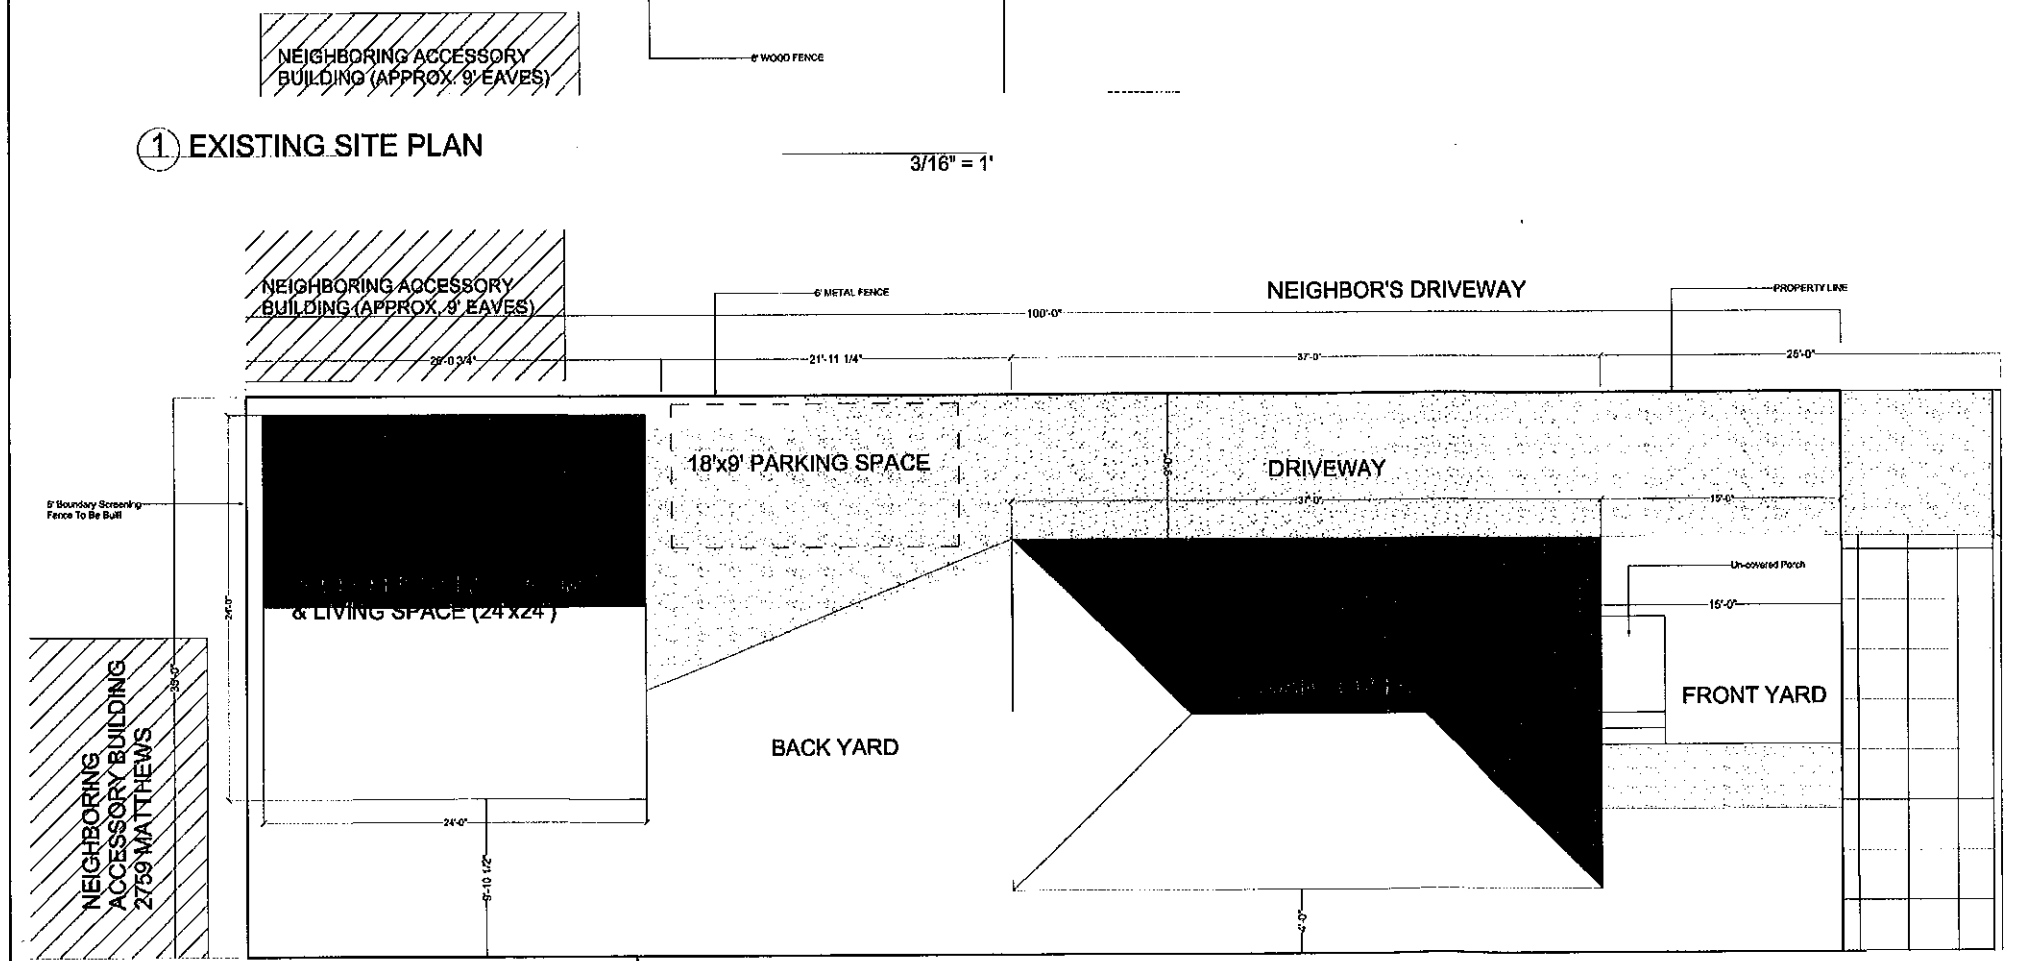 NEIGHBORING ACCESSORY
BUILDING (APPROX. 9' EAVES)
6' WOOD FENCE
1 EXISTING SITE PLAN
3/16" = 1'
NEIGHBORING ACCESSORY
BUILDING (APPROX. 9' EAVES)
6' METAL FENCE
NEIGHBOR'S DRIVEWAY
PROPERTY LINE
100'-0"
26'-0 3/4"
21'-11 1/4"
37'-0"
25'-0"
18'x9' PARKING SPACE
DRIVEWAY
9'-0"
37'-0"
15'-0"
6' Boundary Screening
Fence To Be Built
Un-covered Porch
15'-0"
& LIVING SPACE (24'x24')
24'-0"
35'-0"
FRONT YARD
BACK YARD
NEIGHBORING
ACCESSORY BUILDING
2759 MATTHEWS
24'-0"
9'-10 1/2"